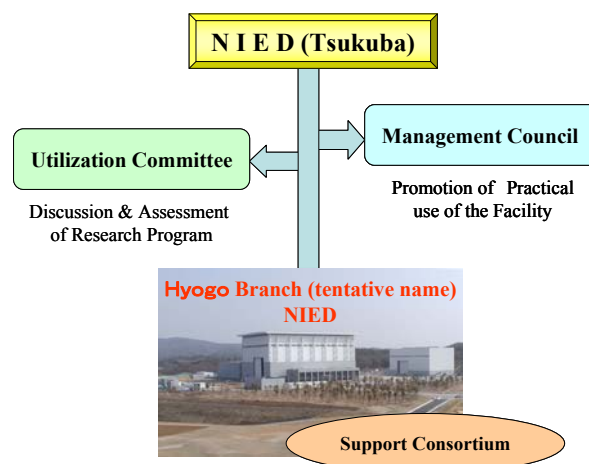 N I E D (Tsukuba)
Utilization Committee
Management Council
Discussion & Assessment
of Research Program
Promotion of Practical
use of the Facility
Hyogo Branch (tentative name)
NIED
Support Consortium